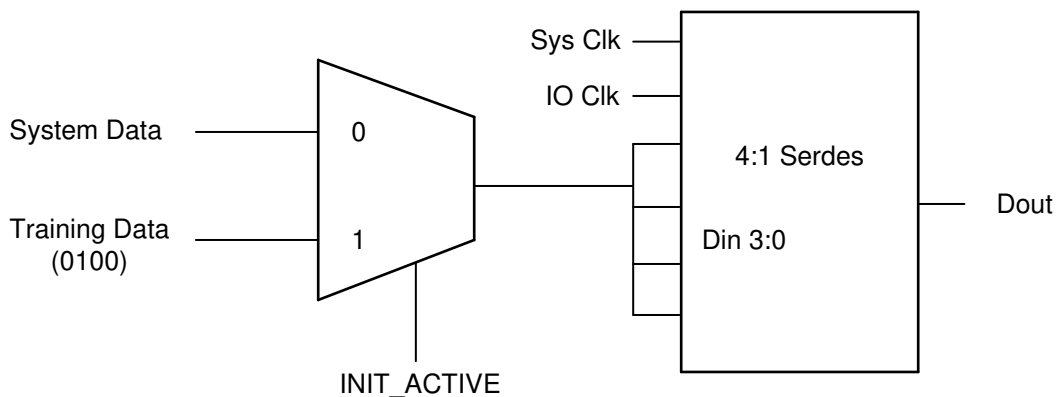 Sys Clk
IO Clk
System Data
0
4:1 Serdes
Dout
Training Data
(0100)
1
Din 3:0
INIT_ACTIVE